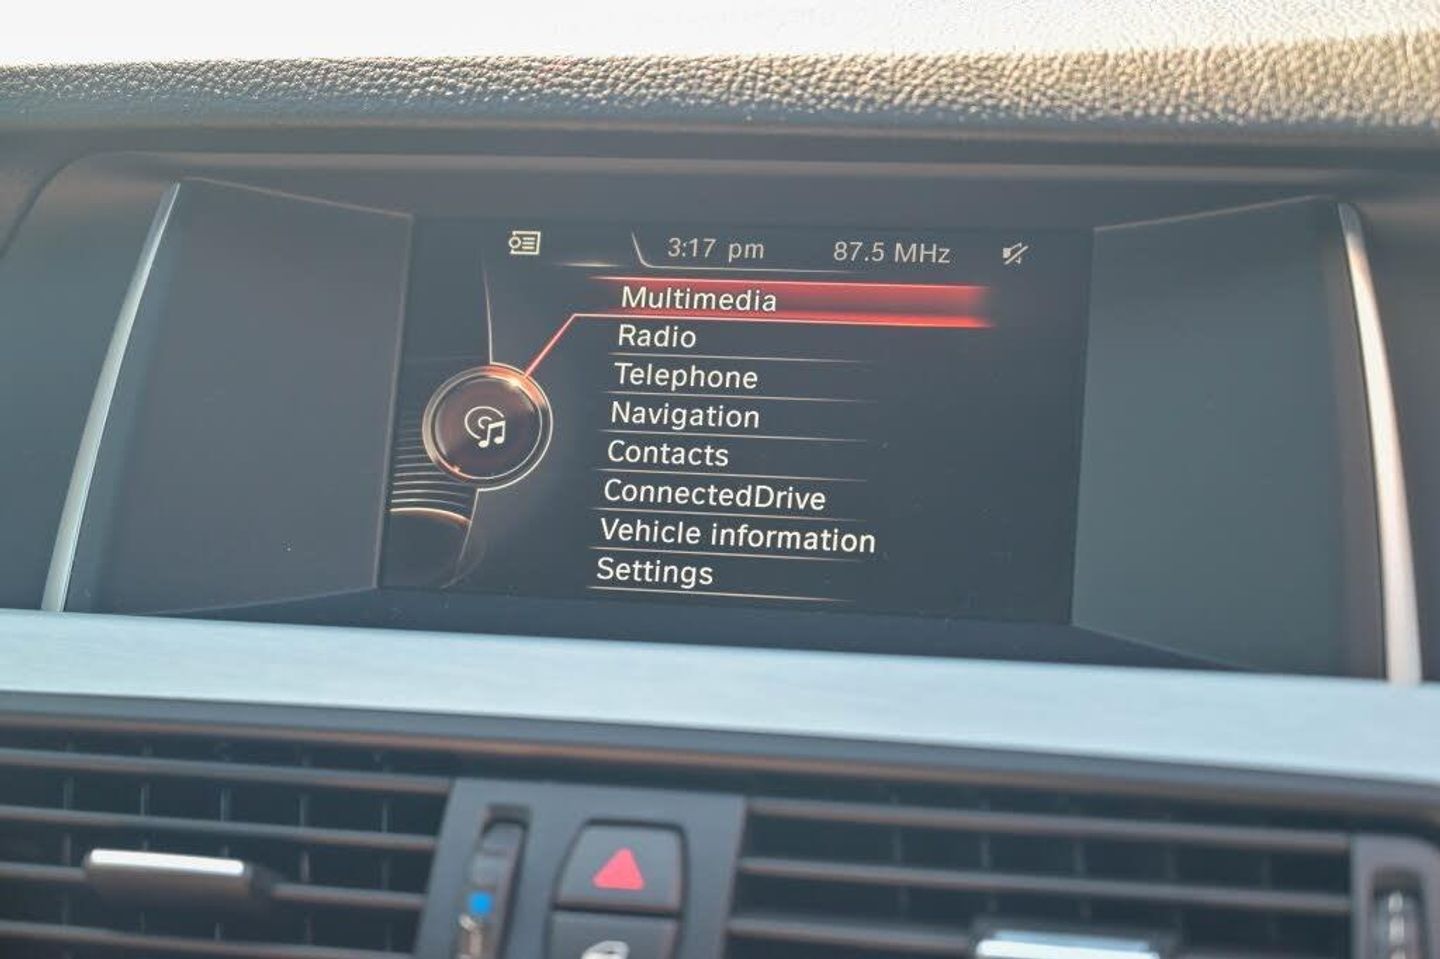 3:17 pm 87.5 MHz
Multimedia
Radio
Telephone
Navigation
Contacts
ConnectedDrive
Vehicle information
Settings